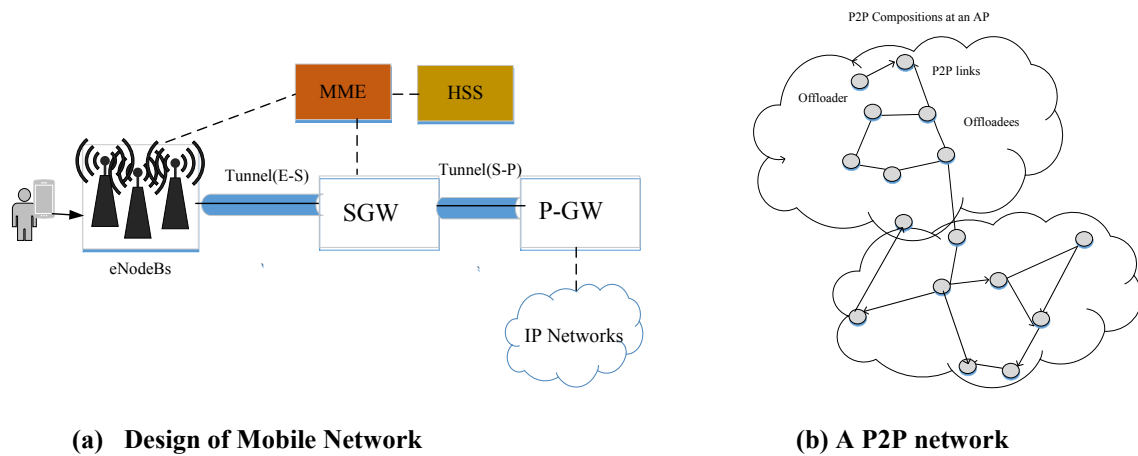 MME
HSS
Tunnel(E-S)
Tunnel(S-P)
SGW
P-GW
eNodeBs
IP Networks
(a) Design of Mobile Network
P2P Compositions at an AP
P2P links
Offloader
Offloadees
(b) A P2P network